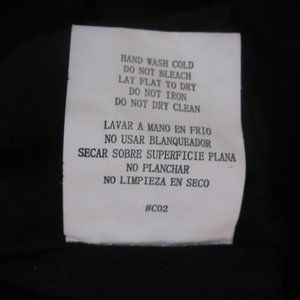 HAND WASH COLD
DO NOT BLEACH
LAY FLAT TO DRY
DO NOT IRON
DO NOT DRY CLEAN
LAVAR A MANO EN FRIO
NO USAR BLANQUEADOR
SECAR SOBRE SUPERFICIE PLANA
NO PLANCHAR
NO LIMPIEZA EN SECO
#C02